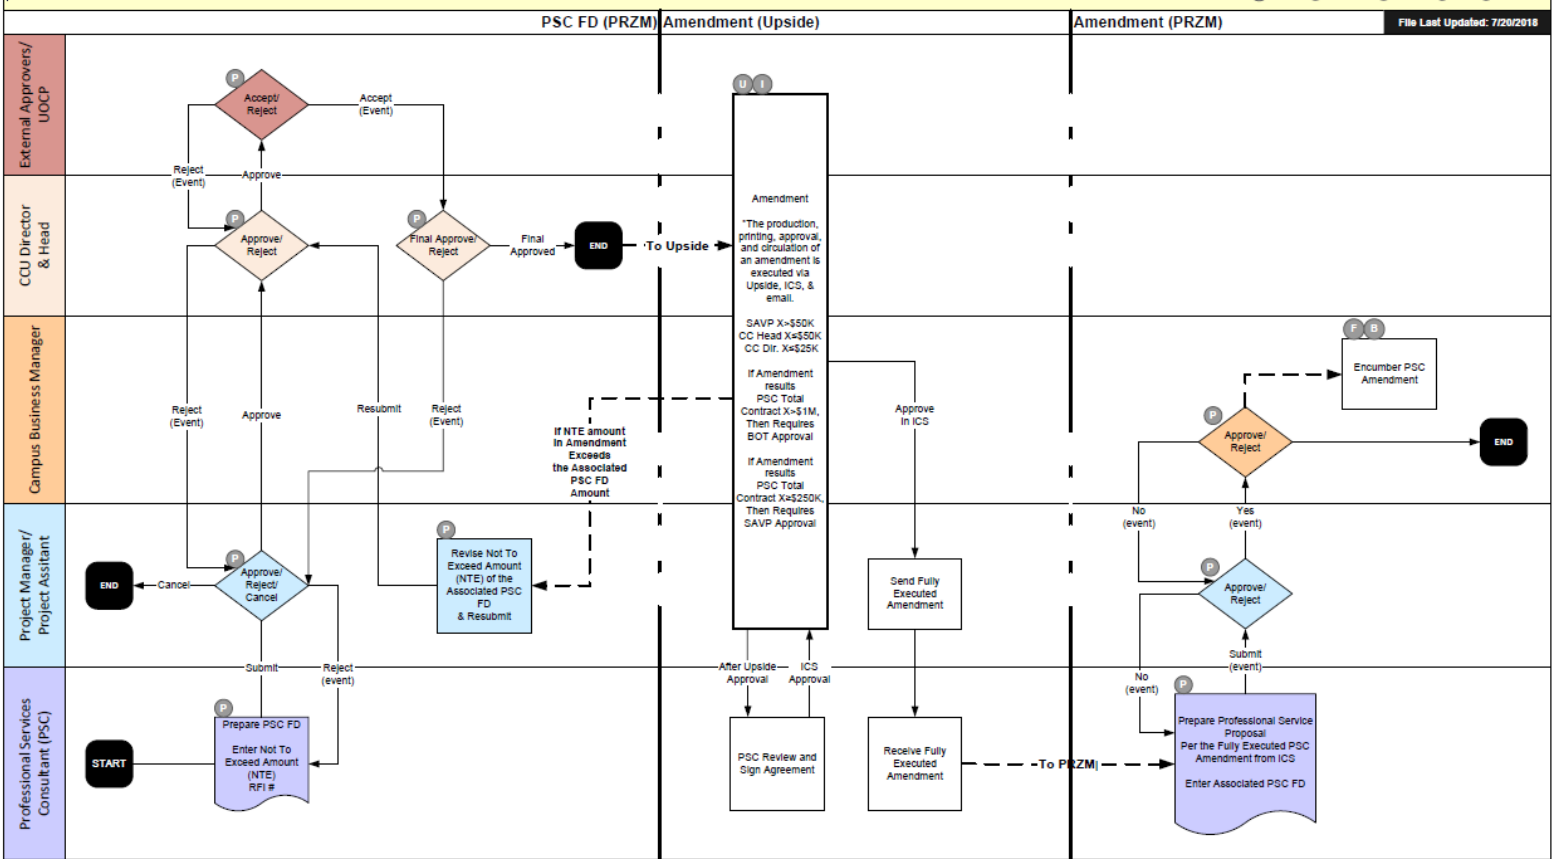 PSC FD (PRZM)
Amendment (Upside)
Amendment (PRZM)
File Last Updated: 7/20/2018
External Approvers/
UOCP
P
Accept/
Reject
Accept
(Event)
Reject
(Event)
Approve
CCU Director
& Head
P
Approve/
Reject
P
Final Approve/
Reject
Final
Approved
END
To Upside
U I
Amendment
"The production,
printing, approval,
and circulation of
an amendment is
executed via
Upside, ICS, &
email.
SAVP X>$50K
CC Head X≤$50K
CC Dir. X≤$25K
If Amendment
results
PSC Total
Contract X>$1M,
Then Requires
BOT Approval
If Amendment
results
PSC Total
Contract X≥$250K,
Then Requires
SAVP Approval
Campus Business Manager
Reject
(Event)
Approve
Resubmit
Reject
(Event)
If NTE amount
in Amendment
Exceeds
the Associated
PSC FD
Amount
Approve
in ICS
F B
Encumber PSC
Amendment
P
Approve/
Reject
END
Project Manager/
Project Assitant
END
Cancel
P
Approve/
Reject/
Cancel
P
Revise Not To
Exceed Amount
(NTE) of the
Associated PSC
FD
& Resubmit
Send Fully
Executed
Amendment
No
(event)
Yes
(event)
P
Approve/
Reject
Submit
Reject
(event)
After Upside
Approval
ICS
Approval
Submit
(event)
No
(event)
Professional Services
Consultant (PSC)
START
P
Prepare PSC FD
Enter Not To
Exceed Amount
(NTE)
RFI #
PSC Review and
Sign Agreement
Receive Fully
Executed
Amendment
To PRZM
P
Prepare Professional Service
Proposal
Per the Fully Executed PSC
Amendment from ICS
Enter Associated PSC FD